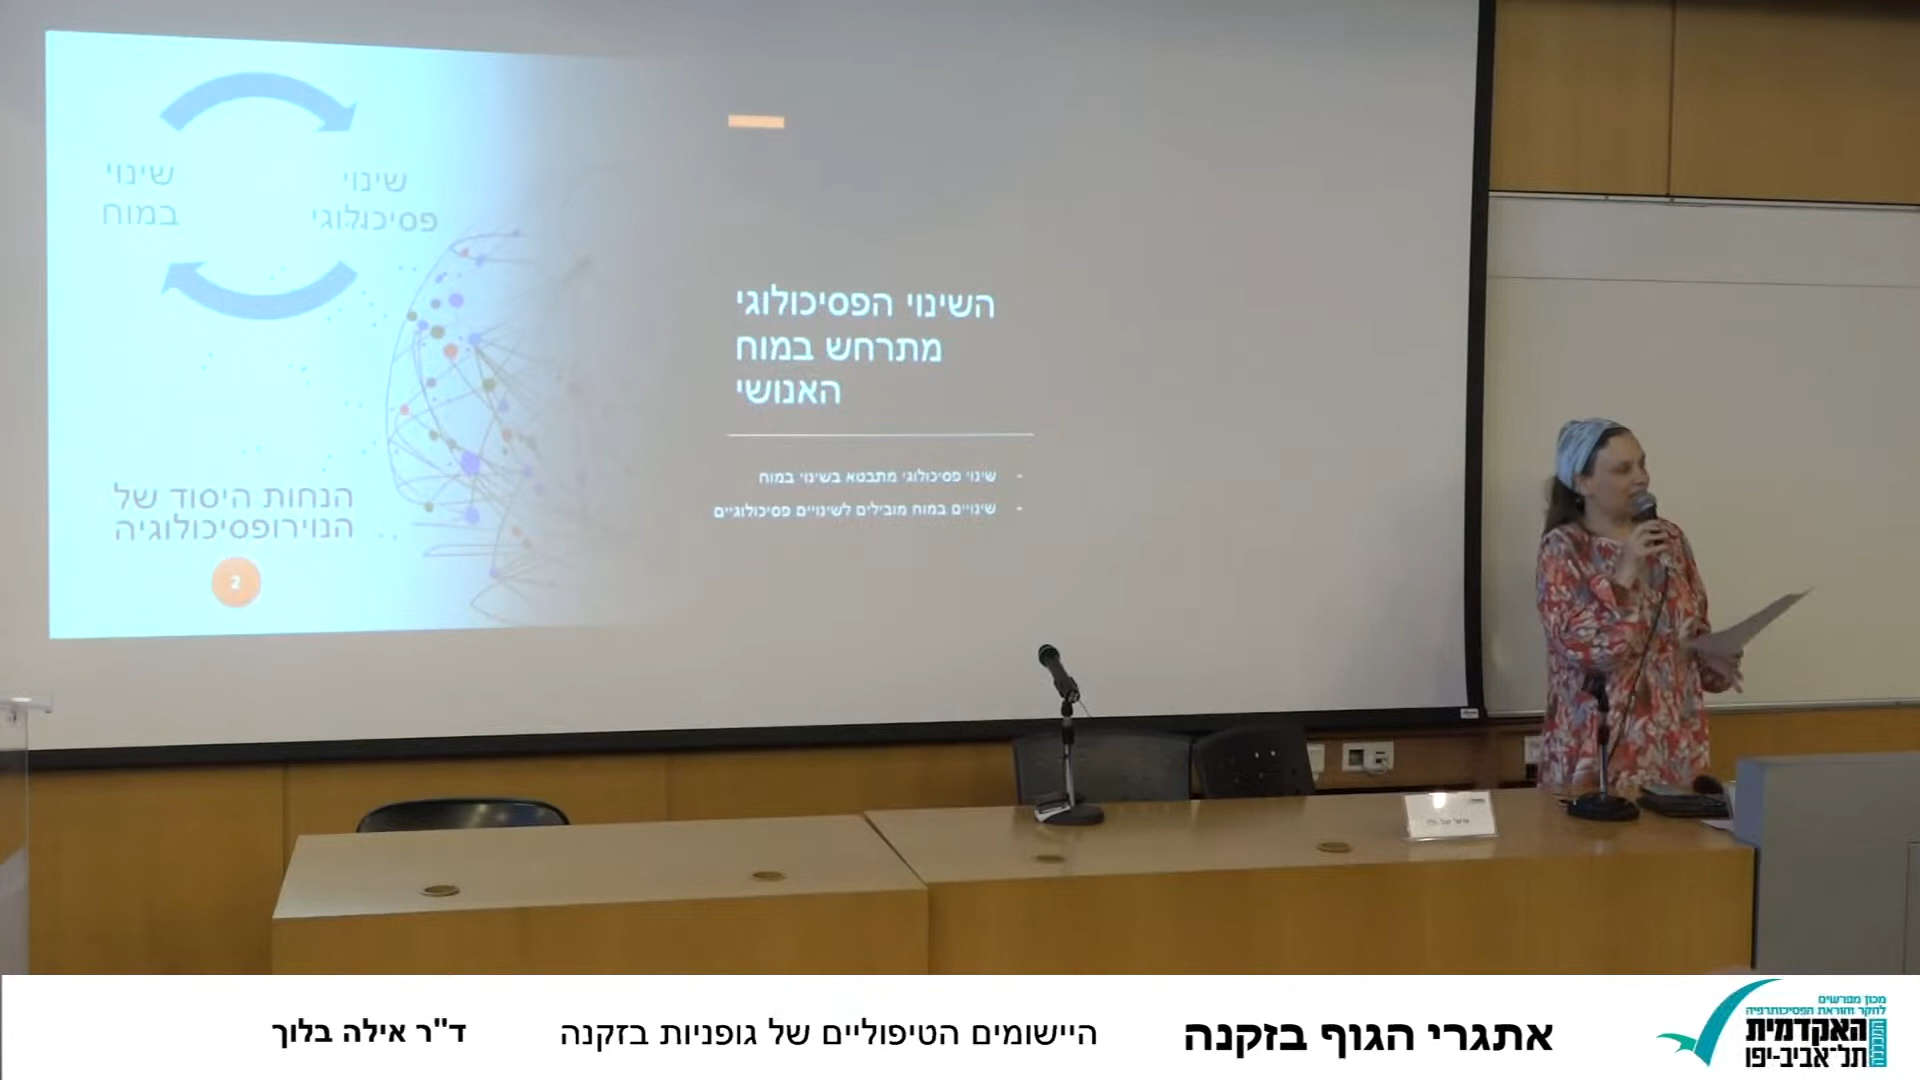 שינוי
פסיכולוגי
שינוי
במוח
הנחות היסוד של
הנוירופסיכולוגיה
2
השינוי הפסיכולוגי
מתרחש במוח
האנושי
- שינוי פסיכולוגי מתבטא בשינוי במוח
- שינויים במוח מובילים לשינויים פסיכולוגיים
מכון מפרשים
לחקר והוראת הפסיכותרפיה
האקדמית
תל־אביב-יפו
אתגרי הגוף בזקנה
היישומים הטיפוליים של גופניות בזקנה
ד"ר אילה בלוך